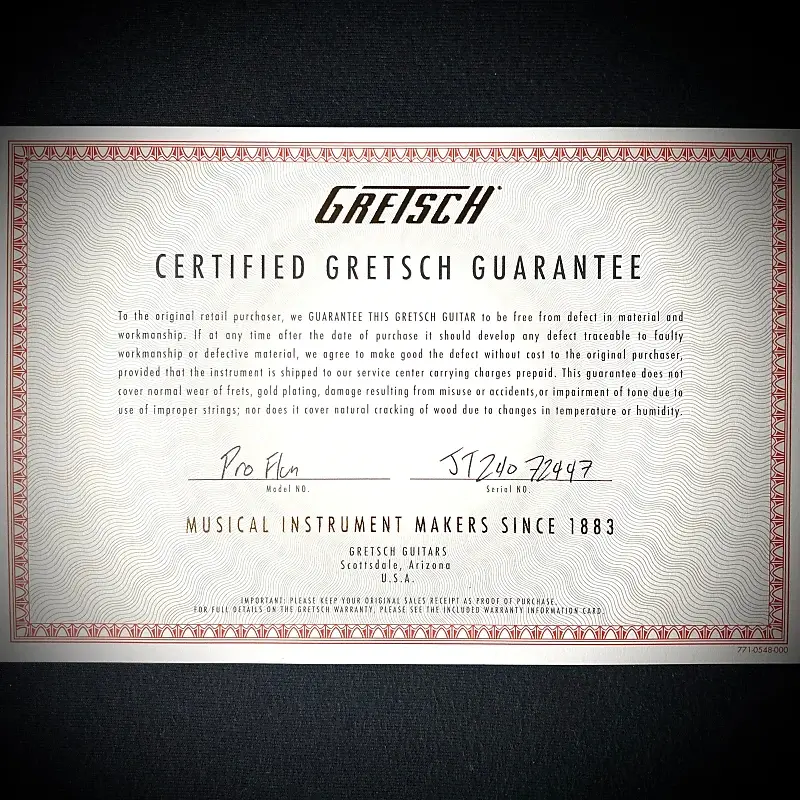 GRETSCH
CERTIFIED GRETSCH GUARANTEE
To the original retail purchaser, we GUARANTEE THIS GRETSCH GUITAR to be free from defect in material and
workmanship. If at any time after the date of purchase it should develop any defect traceable to faulty
workmanship or defective material, we agree to make good the defect without cost to the original purchaser,
provided that the instrument is shipped to our service center carrying charges prepaid. This guarantee does not
cover normal wear of frets, gold plating, damage resulting from misuse or accidents,or impairment of tone due to
use of improper strings; nor does it cover natural cracking of wood due to changes in temperature or humidity.
Pro JT24072447
Model NO. Serial NO.
MUSICAL INSTRUMENT MAKERS SINCE 1883
GRETSCH GUITARS
Scottsdale, Arizona
U.S.A.
IMPORTANT: PLEASE KEEP YOUR ORIGINAL SALES RECEIPT AS PROOF OF PURCHASE.
FOR FULL DETAILS ON THE GRETSCH WARRANTY, PLEASE SEE THE INCLUDED WARRANTY INFORMATION CARD.
771-0548-000